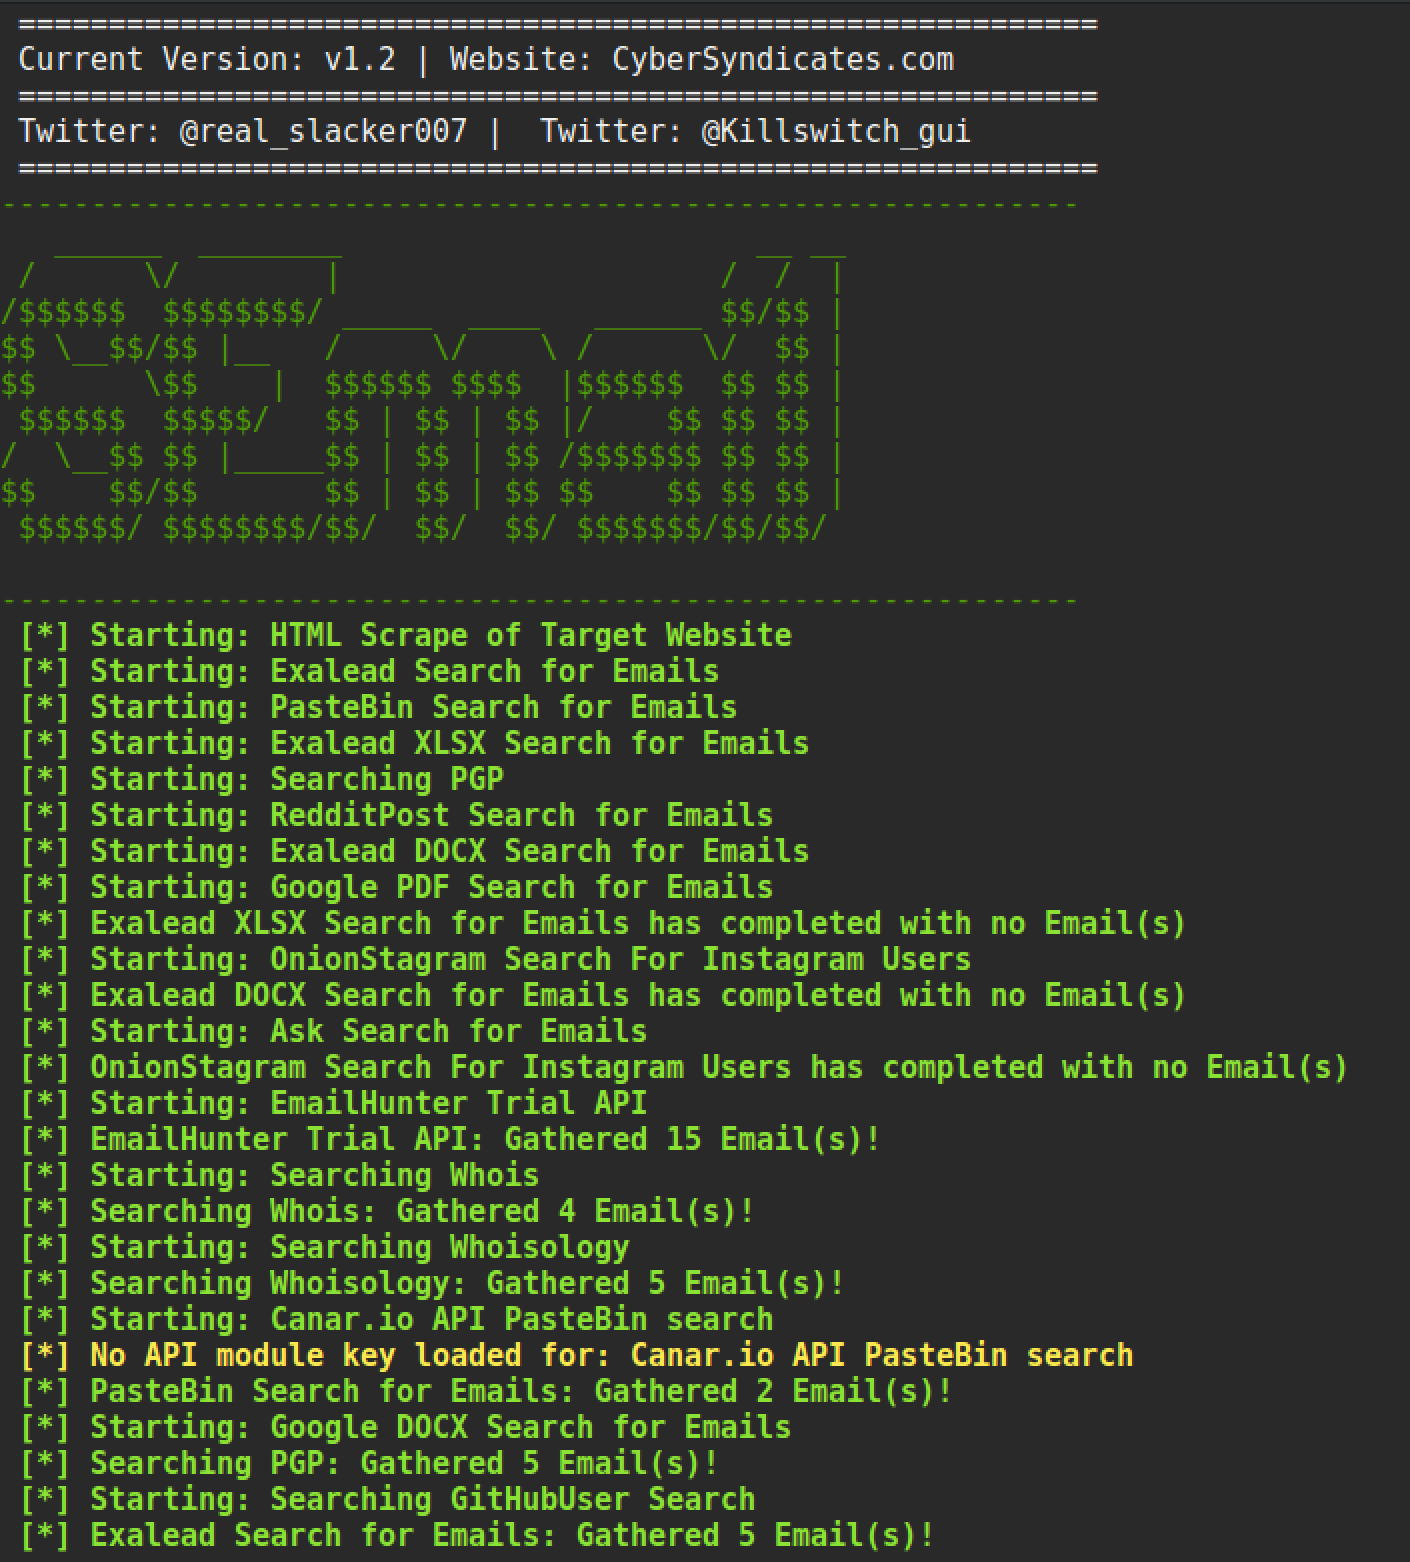 ============================================================
Current Version: v1.2 | Website: CyberSyndicates.com
============================================================
Twitter: @real_slacker007 |  Twitter: @Killswitch_gui
============================================================
------------------------------------------------------------
   ______  ________                       __ __
 /      \/        |                     /  /  |
/$$$$$$  $$$$$$$$/ _____  ____   ______ $$/$$ |
$$ \__$$/$$ |__   /     \/    \ /      \/  $$ |
$$      \$$    |  $$$$$$ $$$$  |$$$$$$  $$ $$ |
 $$$$$$  $$$$$/   $$ | $$ | $$ |/    $$ $$ $$ |
/  \__$$ $$ |_____$$ | $$ | $$ /$$$$$$$ $$ $$ |
$$    $$/$$       $$ | $$ | $$ $$    $$ $$ $$ |
 $$$$$$/ $$$$$$$$/$$/  $$/  $$/ $$$$$$$/$$/$$/
------------------------------------------------------------
[*] Starting: HTML Scrape of Target Website
[*] Starting: Exalead Search for Emails
[*] Starting: PasteBin Search for Emails
[*] Starting: Exalead XLSX Search for Emails
[*] Starting: Searching PGP
[*] Starting: RedditPost Search for Emails
[*] Starting: Exalead DOCX Search for Emails
[*] Starting: Google PDF Search for Emails
[*] Exalead XLSX Search for Emails has completed with no Email(s)
[*] Starting: OnionStagram Search For Instagram Users
[*] Exalead DOCX Search for Emails has completed with no Email(s)
[*] Starting: Ask Search for Emails
[*] OnionStagram Search For Instagram Users has completed with no Email(s)
[*] Starting: EmailHunter Trial API
[*] EmailHunter Trial API: Gathered 15 Email(s)!
[*] Starting: Searching Whois
[*] Searching Whois: Gathered 4 Email(s)!
[*] Starting: Searching Whoisology
[*] Searching Whoisology: Gathered 5 Email(s)!
[*] Starting: Canar.io API PasteBin search
[*] No API module key loaded for: Canar.io API PasteBin search
[*] PasteBin Search for Emails: Gathered 2 Email(s)!
[*] Starting: Google DOCX Search for Emails
[*] Searching PGP: Gathered 5 Email(s)!
[*] Starting: Searching GitHubUser Search
[*] Exalead Search for Emails: Gathered 5 Email(s)!